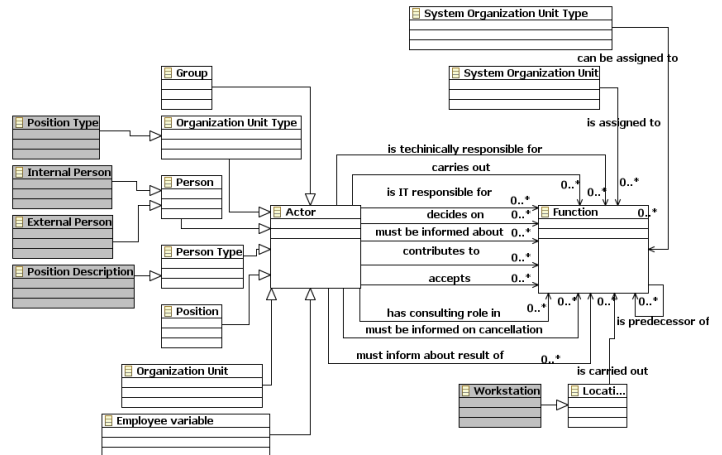 System Organization Unit Type
can be assigned to
Group
System Organization Unit
Position Type
Organization Unit Type
is assigned to
is techinically responsible for
carries out
0..*
Internal Person
Person
is IT responsible for
0..*
0..*
0..*
Actor
decides on
0..*
Function
0..*
External Person
must be informed about
0..*
contributes to
Person Type
0..*
Position Description
accepts
0..*
Position
has consulting role in
0..*
0..*
0..*
0..*
is predecessor of
must be informed on cancellation
must inform about result of
0..*
Organization Unit
is carried out
Workstation
Locati...
Employee variable